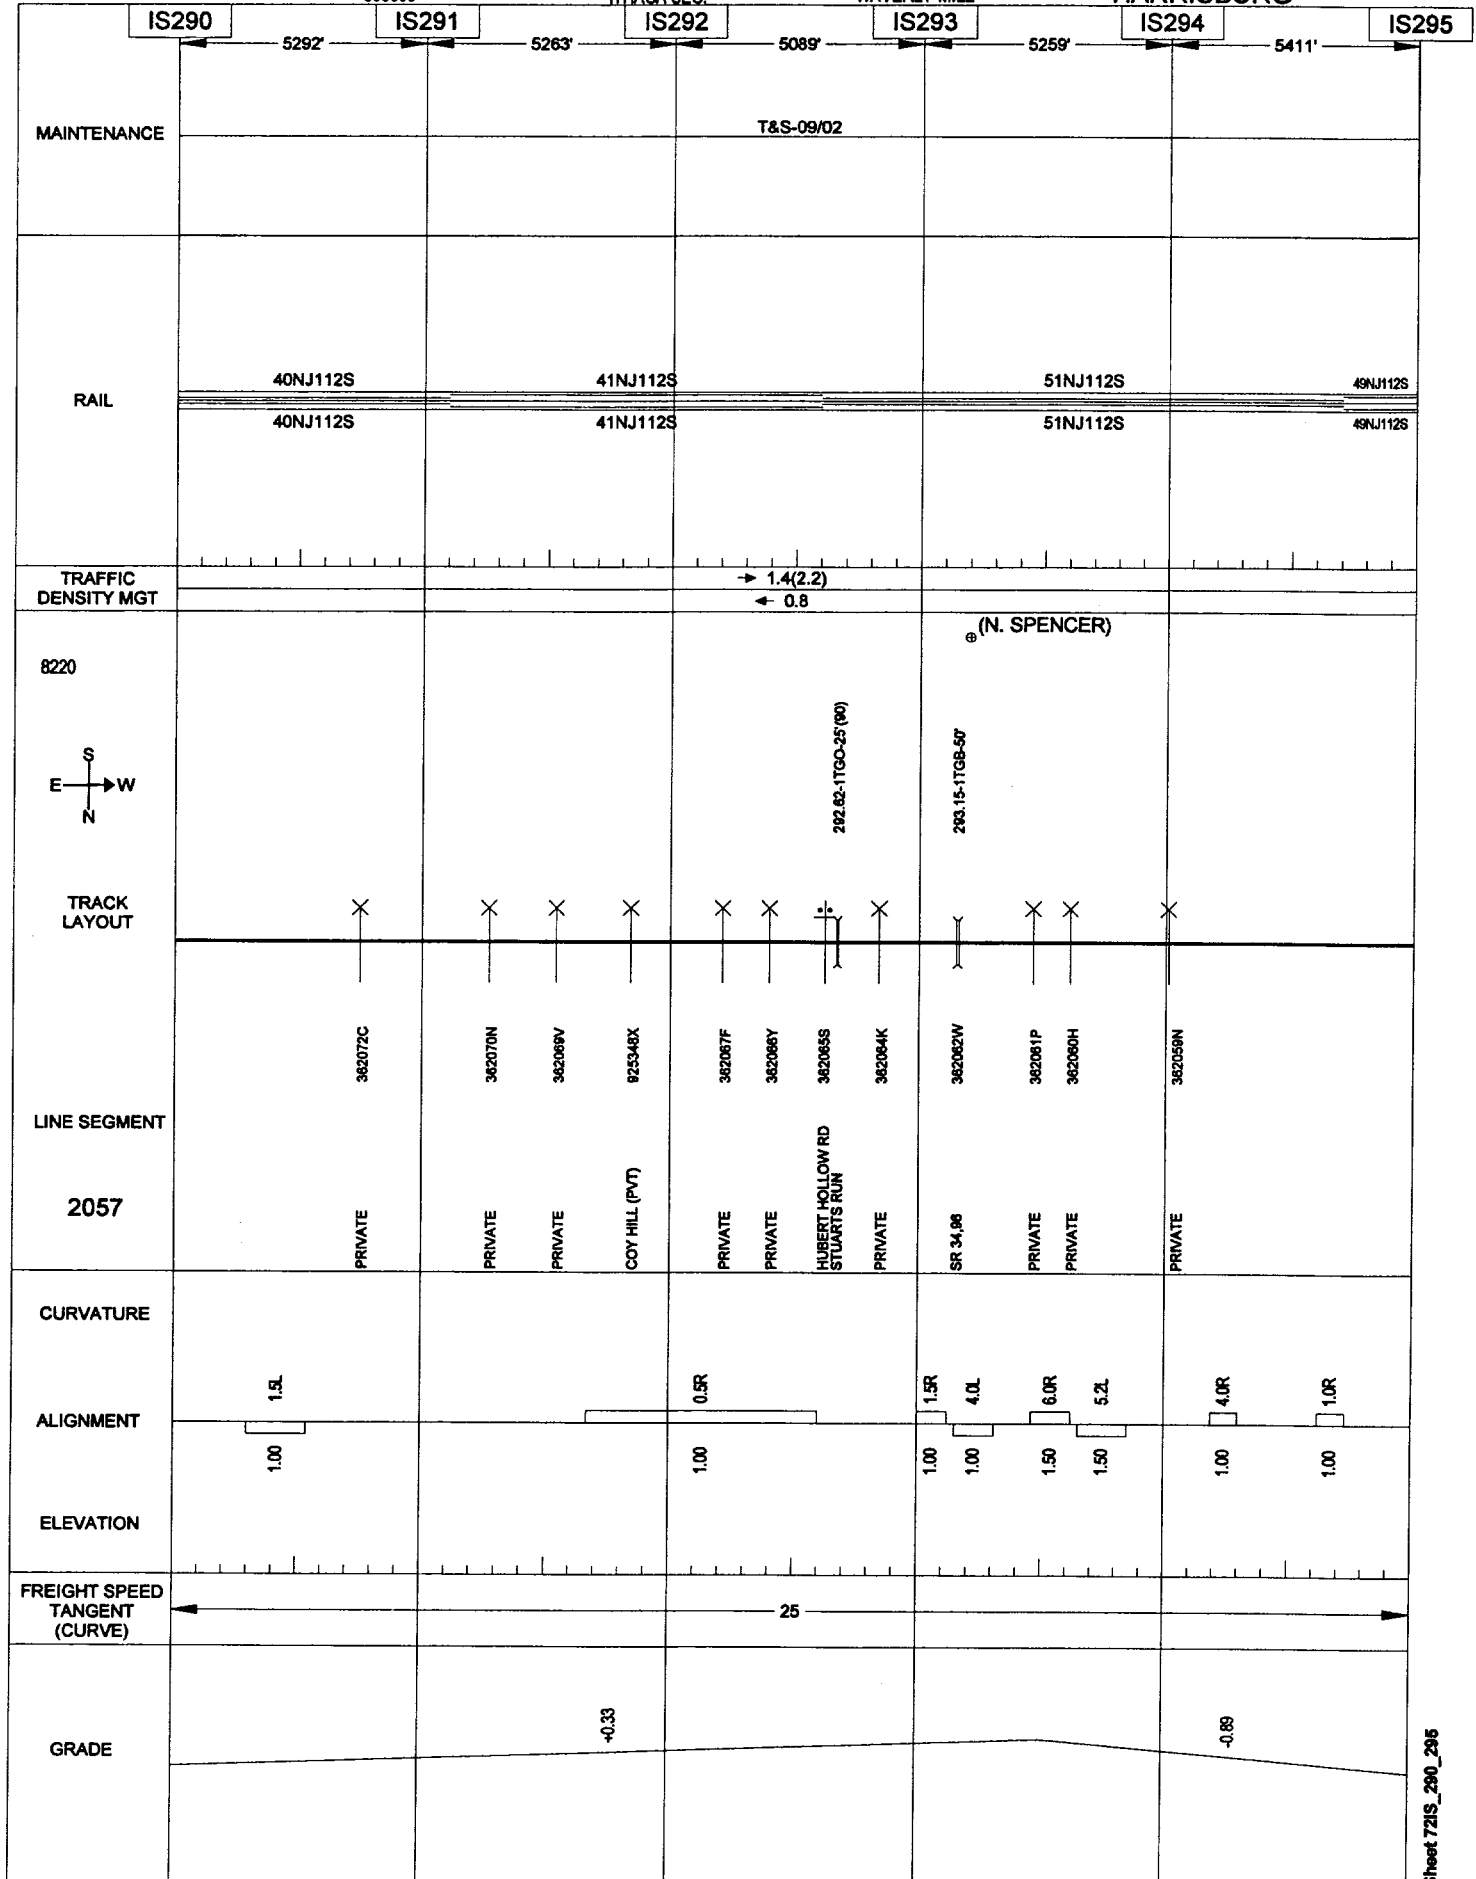 IS290 IS291 IS292 IS293 IS294 IS295
5292' 5263' 5089' 5259' 5411'
MAINTENANCE
T&S-09/02
RAIL
40NJ112S 41NJ112S 51NJ112S 49NJ112S
40NJ112S 41NJ112S 51NJ112S 49NJ112S
TRAFFIC
DENSITY MGT
1.4(2.2)
0.8
(N. SPENCER)
8220
S
E W
N
292.62-1TGO-25'(90)
293.15-1TGB-50'
TRACK
LAYOUT
362072C
362070N
362069V
925348X
362067F
362066Y
362065S
362064K
362062W
362061P
362060H
362059N
LINE SEGMENT
2057
PRIVATE
PRIVATE
PRIVATE
COY HILL (PVT)
PRIVATE
PRIVATE
HUBERT HOLLOW RD
STUARTS RUN
PRIVATE
SR 34,96
PRIVATE
PRIVATE
PRIVATE
CURVATURE
1.5L 0.5R 1.5R 4.0L 6.0R 5.2L 4.0R 1.0R
ALIGNMENT
1.00 1.00 1.00 1.00 1.50 1.50 1.00 1.00
ELEVATION
FREIGHT SPEED
TANGENT
(CURVE)
25
GRADE
+0.33
-0.89
Sheet 72IS_290_295